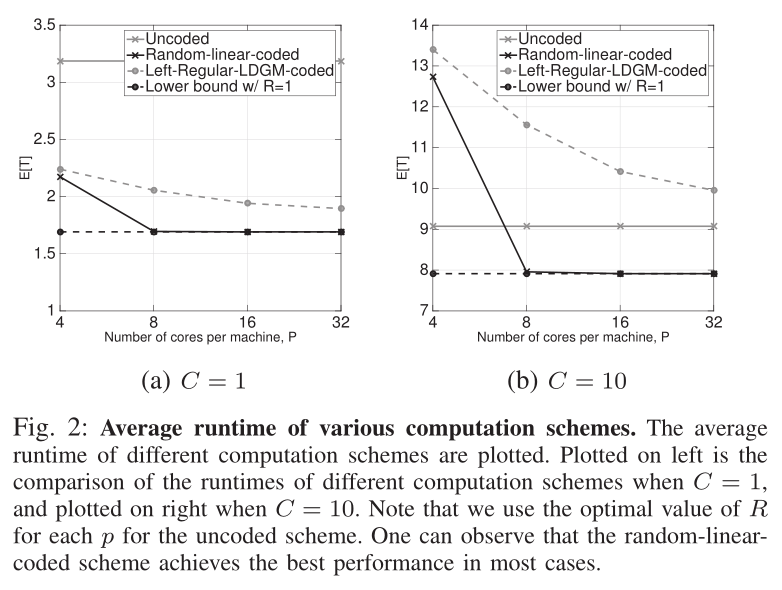 3.5
3
2.5
2
1.5
1
E[T]
Uncoded
Random-linear-coded
Left-Regular-LDGM-coded
Lower bound w/ R=1
4 8 16 32
Number of cores per machine, P
(a) C = 1
14
13
12
11
10
9
8
7
E[T]
Uncoded
Random-linear-coded
Left-Regular-LDGM-coded
Lower bound w/ R=1
4 8 16 32
Number of cores per machine, P
(b) C = 10
Fig. 2: Average runtime of various computation schemes. The average
runtime of different computation schemes are plotted. Plotted on left is the
comparison of the runtimes of different computation schemes when C = 1,
and plotted on right when C = 10. Note that we use the optimal value of R
for each p for the uncoded scheme. One can observe that the random-linear-
coded scheme achieves the best performance in most cases.